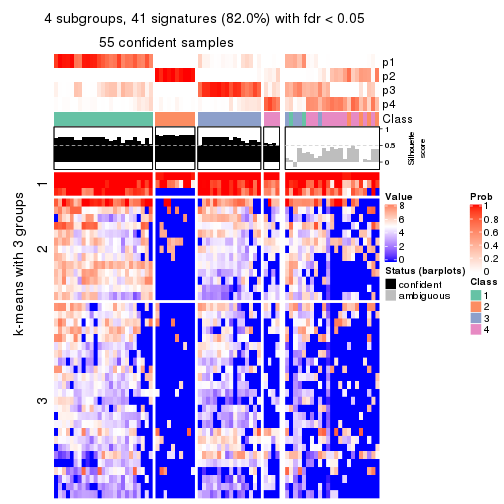 4 subgroups, 41 signatures (82.0%) with fdr < 0.05
55 confident samples
p1
p2
p3
p4
Class
1
0.5
0
Silhouette
score
k-means with 3 groups
1
2
3
Value
8
6
4
2
0
Status (barplots)
confident
ambiguous
Prob
1
0.8
0.6
0.4
0.2
0
Class
1
2
3
4